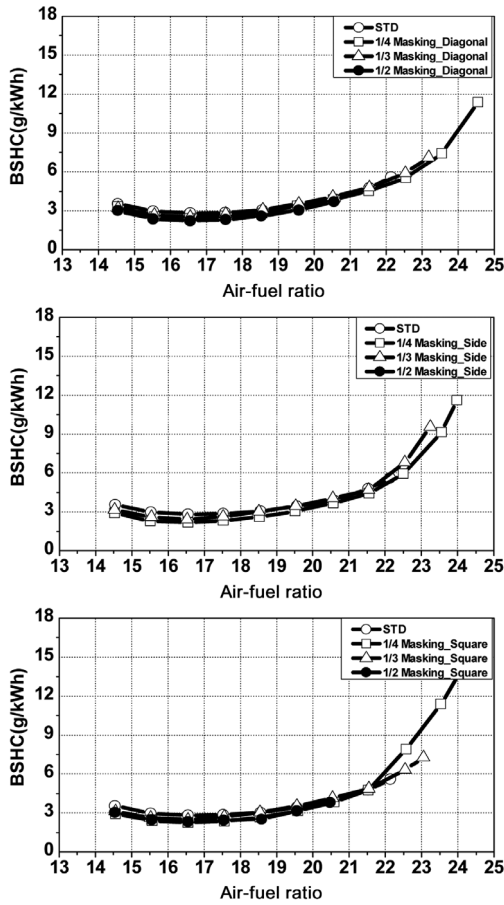 18
15
12
9
6
3
0
BSHC(g/kWh)
STD
1/4 Masking_Diagonal
1/3 Masking_Diagonal
1/2 Masking_Diagonal
13 14 15 16 17 18 19 20 21 22 23 24 25
Air-fuel ratio
18
15
12
9
6
3
0
BSHC(g/kWh)
STD
1/4 Masking_Side
1/3 Masking_Side
1/2 Masking_Side
13 14 15 16 17 18 19 20 21 22 23 24 25
Air-fuel ratio
18
15
12
9
6
3
0
BSHC(g/kWh)
STD
1/4 Masking_Square
1/3 Masking_Square
1/2 Masking_Square
13 14 15 16 17 18 19 20 21 22 23 24 25
Air-fuel ratio